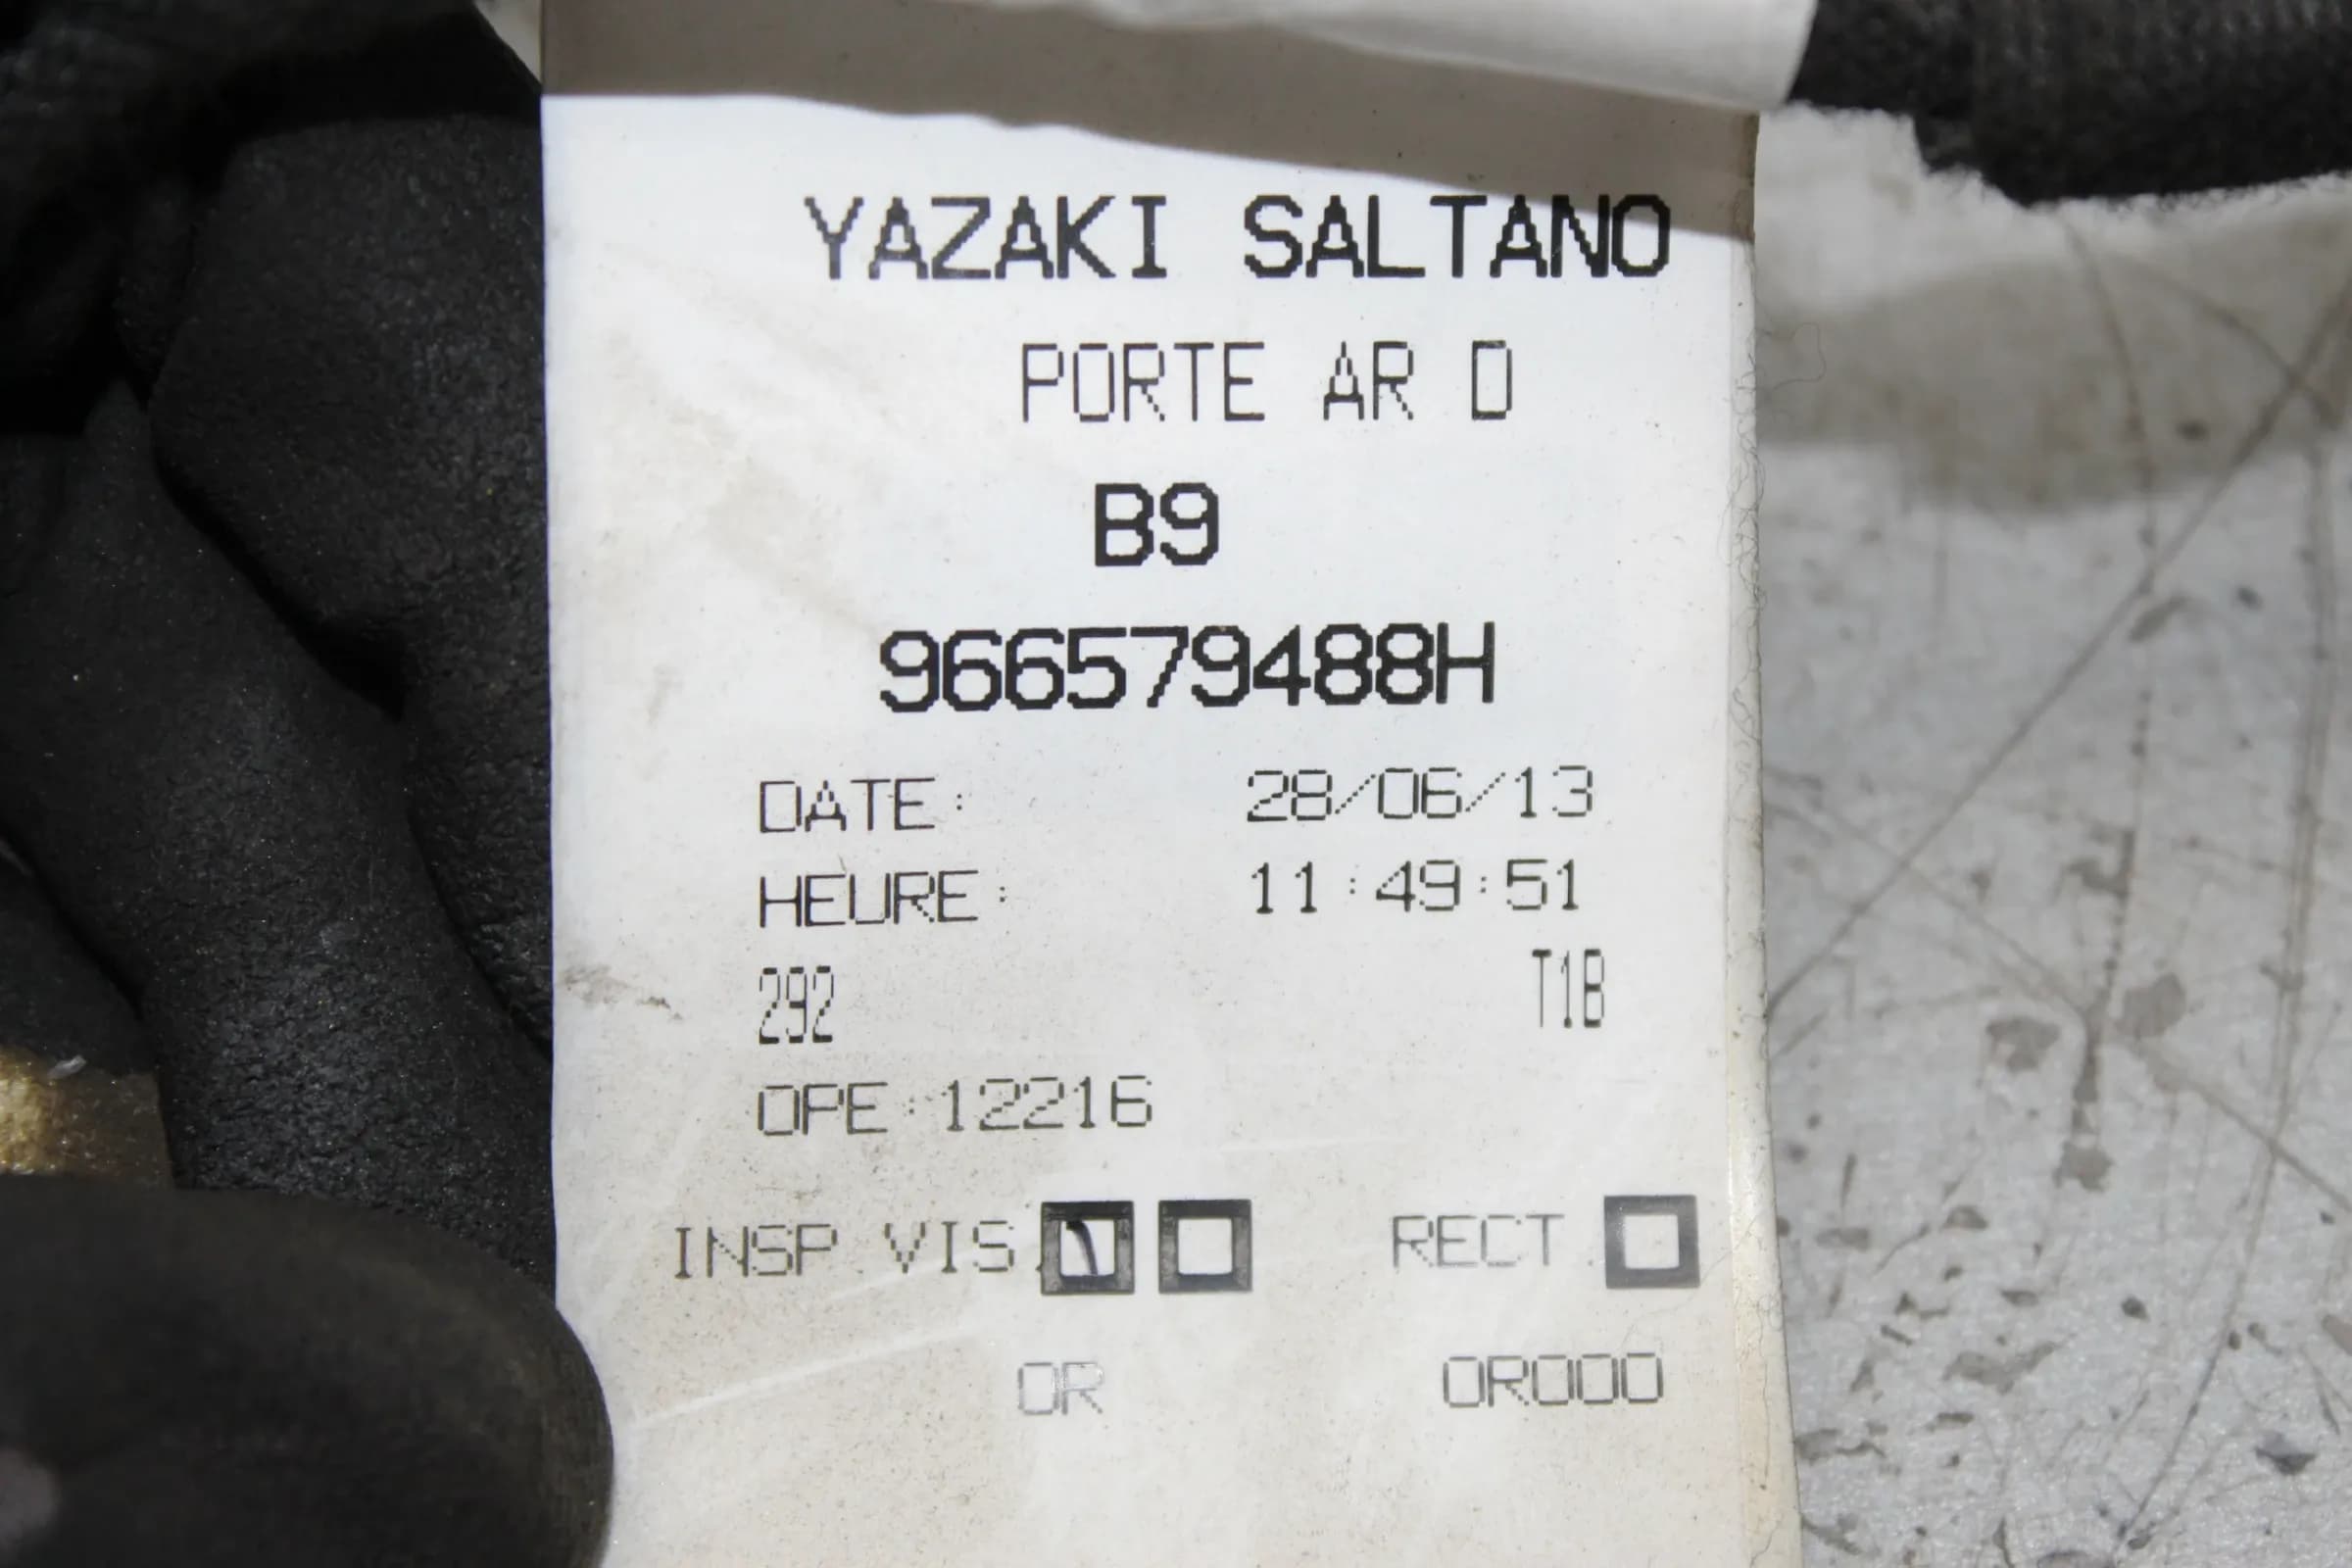 YAZAKI SALTANO
PORTE AR D
B9
966579488H
DATE: 28/06/13
HEURE: 11:49:51
292 T1B
OPE:12216
INSP.VIS. RECT.
OR OR000